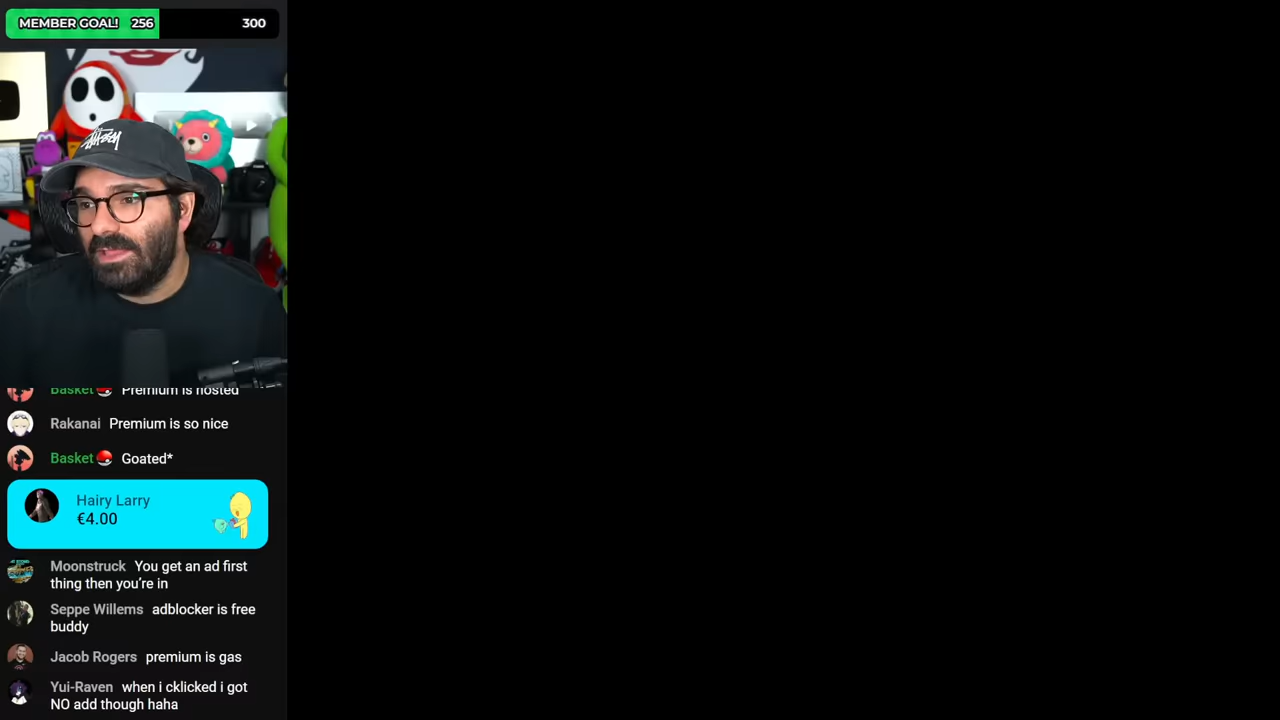 MEMBER GOAL! 256 300
STUSSY
Basket Premium is hosted
Rakanai Premium is so nice
Basket Goated*
Hairy Larry
€4.00
Moonstruck You get an ad first
thing then you're in
Seppe Willems adblocker is free
buddy
Jacob Rogers premium is gas
Yui-Raven when i cklicked i got
NO add though haha